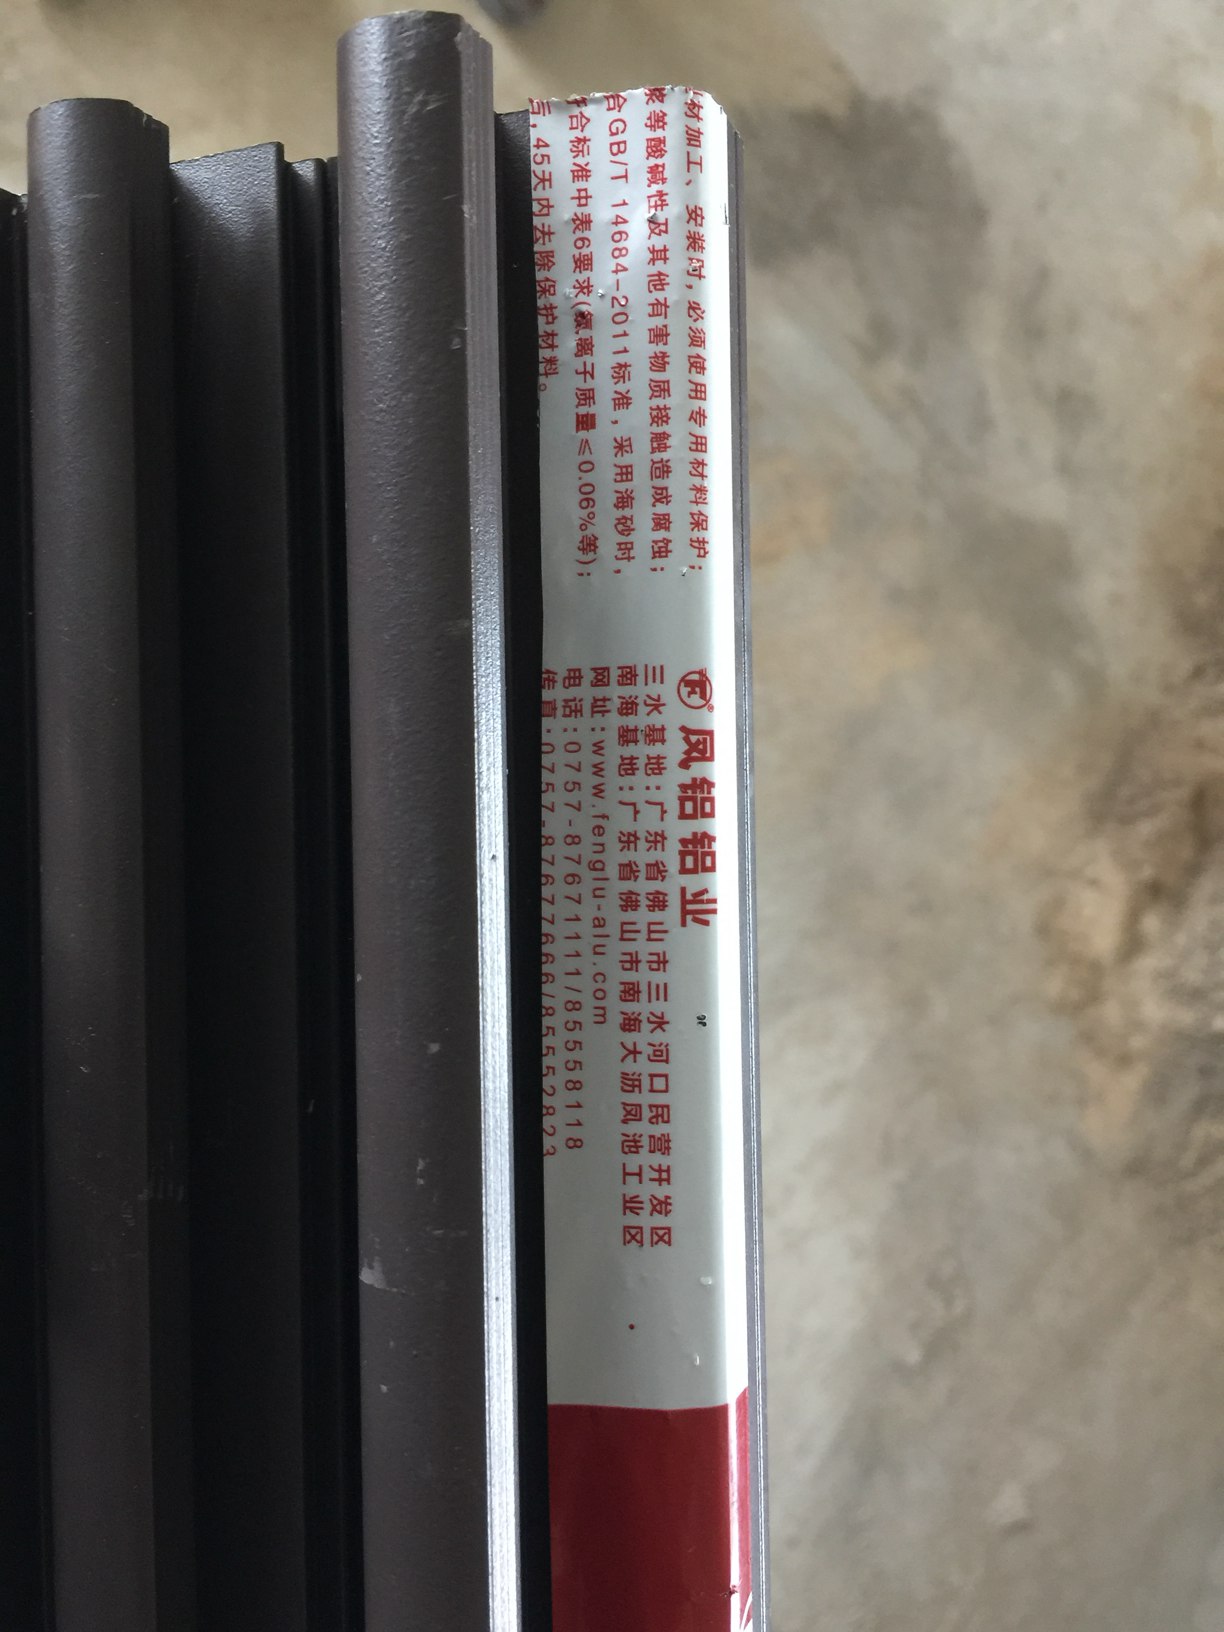 材加工、安装时，必须使用专用材料保护；
浆等酸碱性及其他有害物质接触造成腐蚀；
合GB/T 14684-2011标准，采用海砂时，
符合标准中表6要求(氯离子质量≤0.06%等)；
后，45天内去除保护材料。
凤铝铝业
三水基地：广东省佛山市三水河口民营开发区
南海基地：广东省佛山市南海大沥凤池工业区
网址：www.fenglu-alu.com
电话：0757-87671111/85558118
传真：0757-87677666/85552823